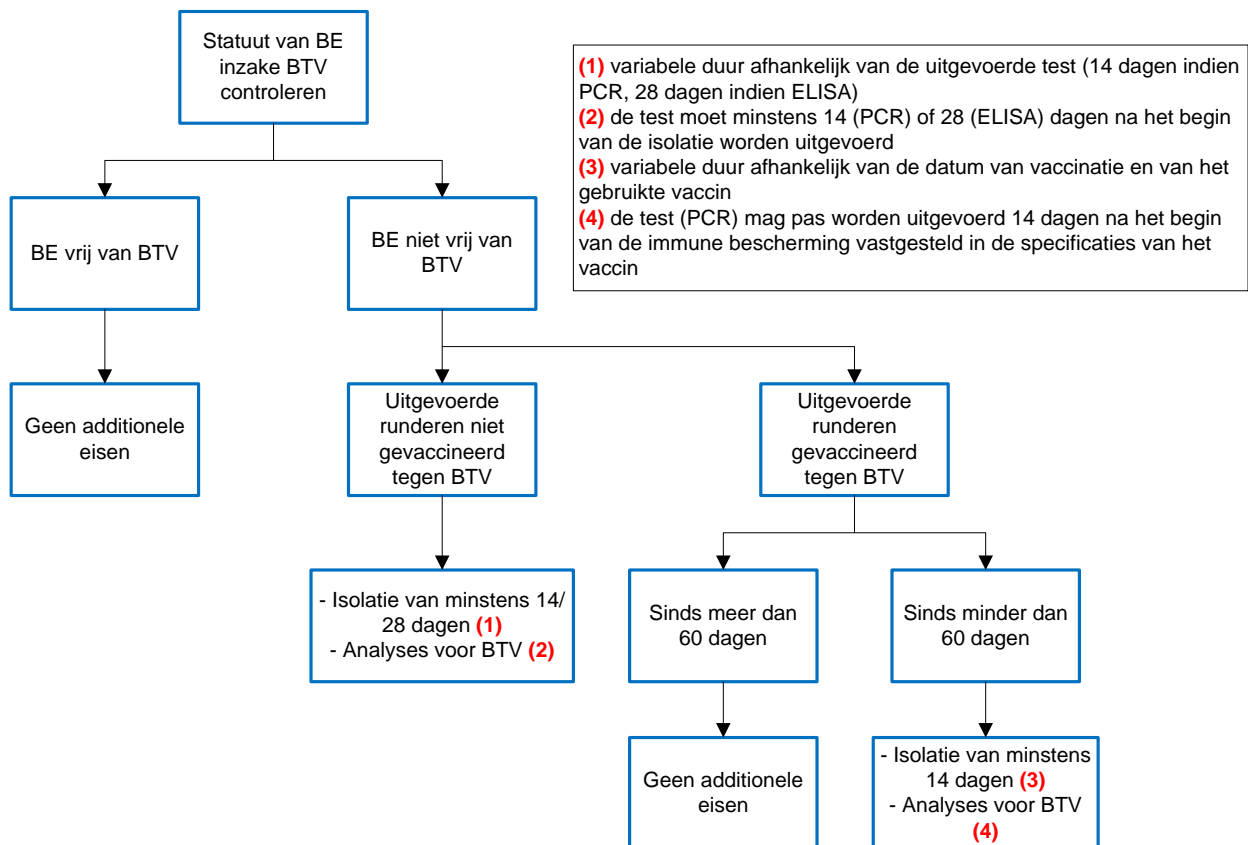 Statuut van BE
inzake BTV
controleren
(1) variabele duur afhankelijk van de uitgevoerde test (14 dagen indien
PCR, 28 dagen indien ELISA)
(2) de test moet minstens 14 (PCR) of 28 (ELISA) dagen na het begin
van de isolatie worden uitgevoerd
(3) variabele duur afhankelijk van de datum van vaccinatie en van het
gebruikte vaccin
(4) de test (PCR) mag pas worden uitgevoerd 14 dagen na het begin
van de immune bescherming vastgesteld in de specificaties van het
vaccin
BE vrij van BTV
BE niet vrij van
BTV
Geen additionele
eisen
Uitgevoerde
runderen niet
gevaccineerd
tegen BTV
Uitgevoerde
runderen
gevaccineerd
tegen BTV
- Isolatie van minstens 14/
28 dagen (1)
- Analyses voor BTV (2)
Sinds meer dan
60 dagen
Sinds minder dan
60 dagen
Geen additionele
eisen
- Isolatie van minstens
14 dagen (3)
- Analyses voor BTV
(4)